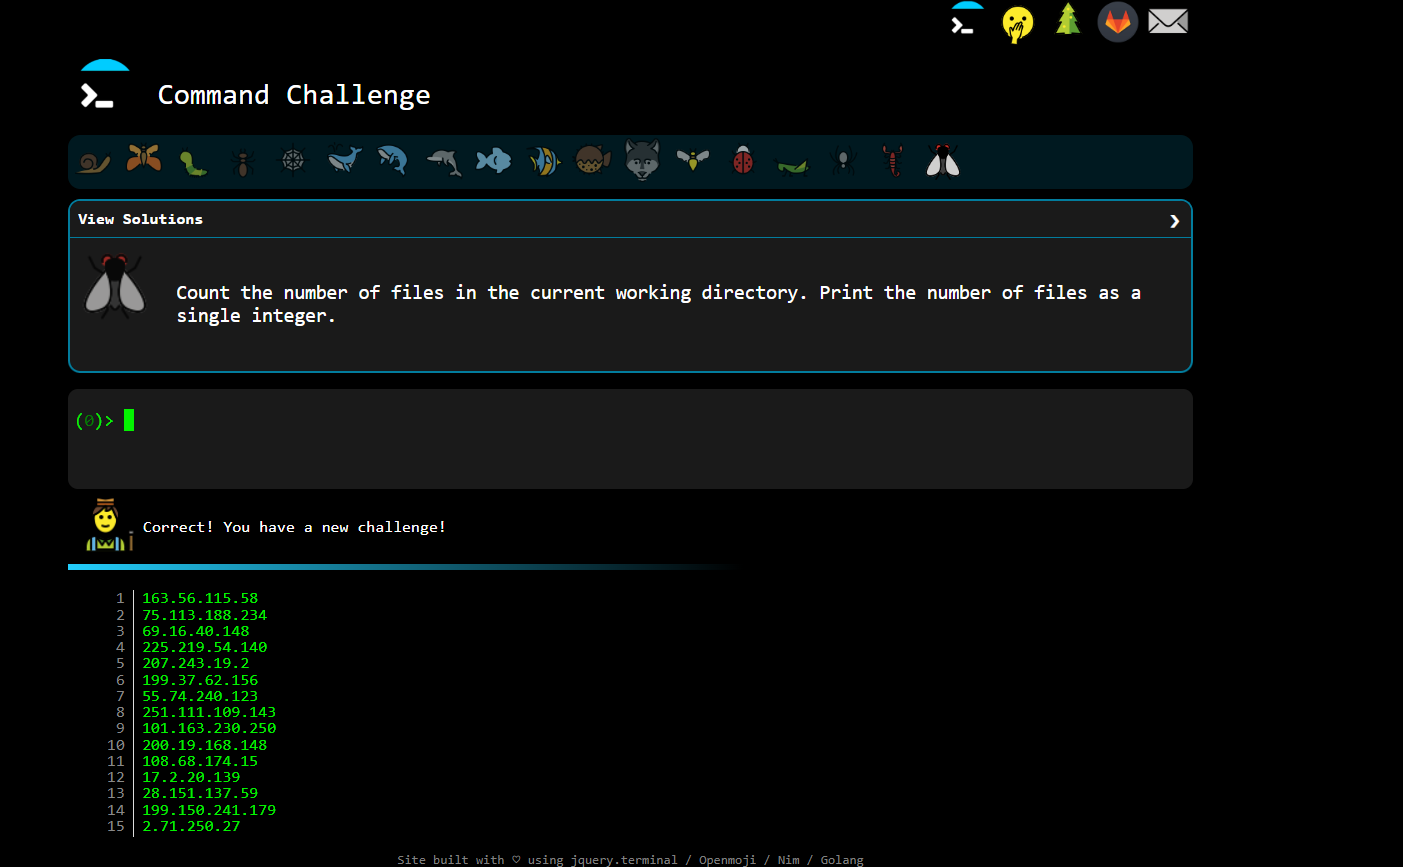 Command Challenge
View Solutions
Count the number of files in the current working directory. Print the number of files as a
single integer.
(0)>
Correct! You have a new challenge!
1 163.56.115.58
2 75.113.188.234
3 69.16.40.148
4 225.219.54.140
5 207.243.19.2
6 199.37.62.156
7 55.74.240.123
8 251.111.109.143
9 101.163.230.250
10 200.19.168.148
11 108.68.174.15
12 17.2.20.139
13 28.151.137.59
14 199.150.241.179
15 2.71.250.27
Site built with ♡ using jquery.terminal / Openmoji / Nim / Golang